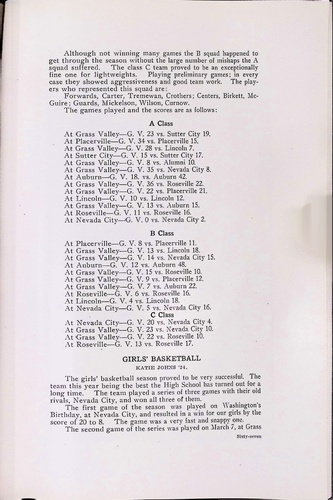 Although not winning many games the B squad happened to
get through the season without the large number of mishaps the A
squad suffered. The class C team proved to be an exceptionally
fine one for lightweights. Playing preliminary games; in every
case they showed aggressiveness and good team work. The play-
ers who represented this squad are:
Forwards, Carter, Tremewan, Crothers; Centers, Birkett, Mc-
Guire; Guards, Mickelson, Wilson, Curnow.
The games played and the scores are as follows:
A Class
At Grass Valley—G. V. 23 vs. Sutter City 19.
At Placerville—G. V. 34 vs. Placerville 15.
At Grass Valley—G. V. 28 vs. Lincoln 7.
At Sutter City—G. V. 15 vs. Sutter City 17.
At Grass Valley—G. V. 8 vs. Alumni 10.
At Grass Valley—G. V. 35 vs. Nevada City 8.
At Auburn—G. V. 18. vs. Auburn 42.
At Grass Valley—G. V. 36 vs. Roseville 22.
At Grass Valley—G. V. 22 vs. Placerville 21.
At Lincoln—G. V. 10 vs. Lincoln 12.
At Grass Valley—G. V. 13 vs. Auburn 15.
At Roseville—G. V. 11 vs. Roseville 16.
At Nevada City—G. V. 0 vs. Nevada City 2.
B Class
At Placerville—G. V. 8 vs. Placerville 11.
At Grass Valley—G. V. 13 vs. Lincoln 18.
At Grass Valley—G. V. 14 vs. Nevada City 15.
At Auburn—G. V. 12 vs. Auburn 48.
At Grass Valley—G. V. 15 vs. Roseville 10.
At Grass Valley—G. V. 9 vs. Placerville 12.
At Grass Valley—G. V. 7 vs. Auburn 22.
At Roseville—G. V. 6 vs. Roseville 16.
At Lincoln—G. V. 4 vs. Lincoln 18.
At Nevada City—G. V. 5 vs. Nevada City 16.
C Class
At Nevada City—G. V. 20 vs. Nevada City 4.
At Grass Valley—G. V. 23 vs. Nevada City 10.
At Grass Valley—G. V. 22 vs. Roseville 10.
At Roseville—G. V. 13 vs. Roseville 17.
GIRLS' BASKETBALL
KATIE JOHNS '24.
The girls' basketball season proved to be very successful. The
team this year being the best the High School has turned out for a
long time. The team played a series of three games with their old
rivals, Nevada City, and won all three of them.
The first game of the season was played on Washington's
Birthday, at Nevada City, and resulted in a win for our girls by the
score of 20 to 8. The game was a very fast and snappy one.
The second game of the series was played on March 7, at Grass
Sixty-seven